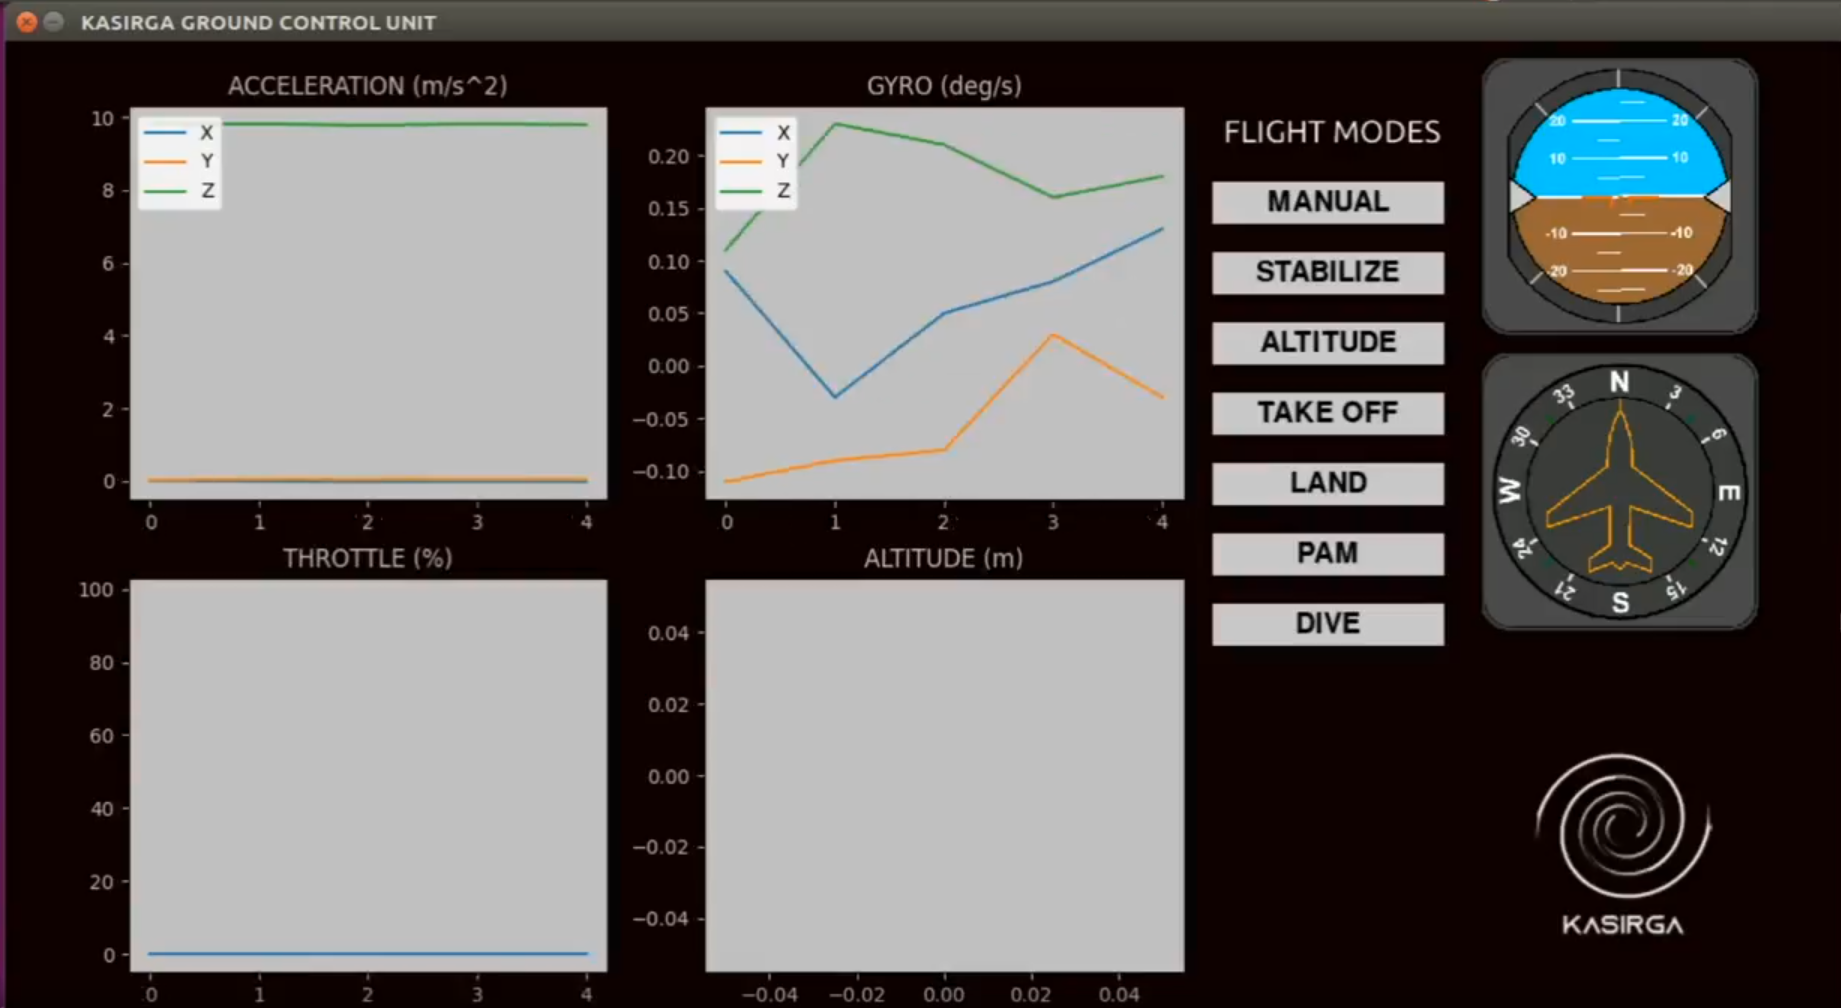 KASIRGA GROUND CONTROL UNIT
ACCELERATION (m/s^2)
10
8
6
4
2
0
X
Y
Z
0 1 2 3 4
GYRO (deg/s)
0.20
0.15
0.10
0.05
0.00
−0.05
−0.10
X
Y
Z
0 1 2 3 4
THROTTLE (%)
100
80
60
40
20
0
0 1 2 3 4
ALTITUDE (m)
0.04
0.02
0.00
−0.02
−0.04
−0.04 −0.02 0.00 0.02 0.04
FLIGHT MODES
MANUAL
STABILIZE
ALTITUDE
TAKE OFF
LAND
PAM
DIVE
20 20
10 10
-10 -10
-20 -20
N
3
6
E
12
15
S
21
24
W
30
33
KASIRGA